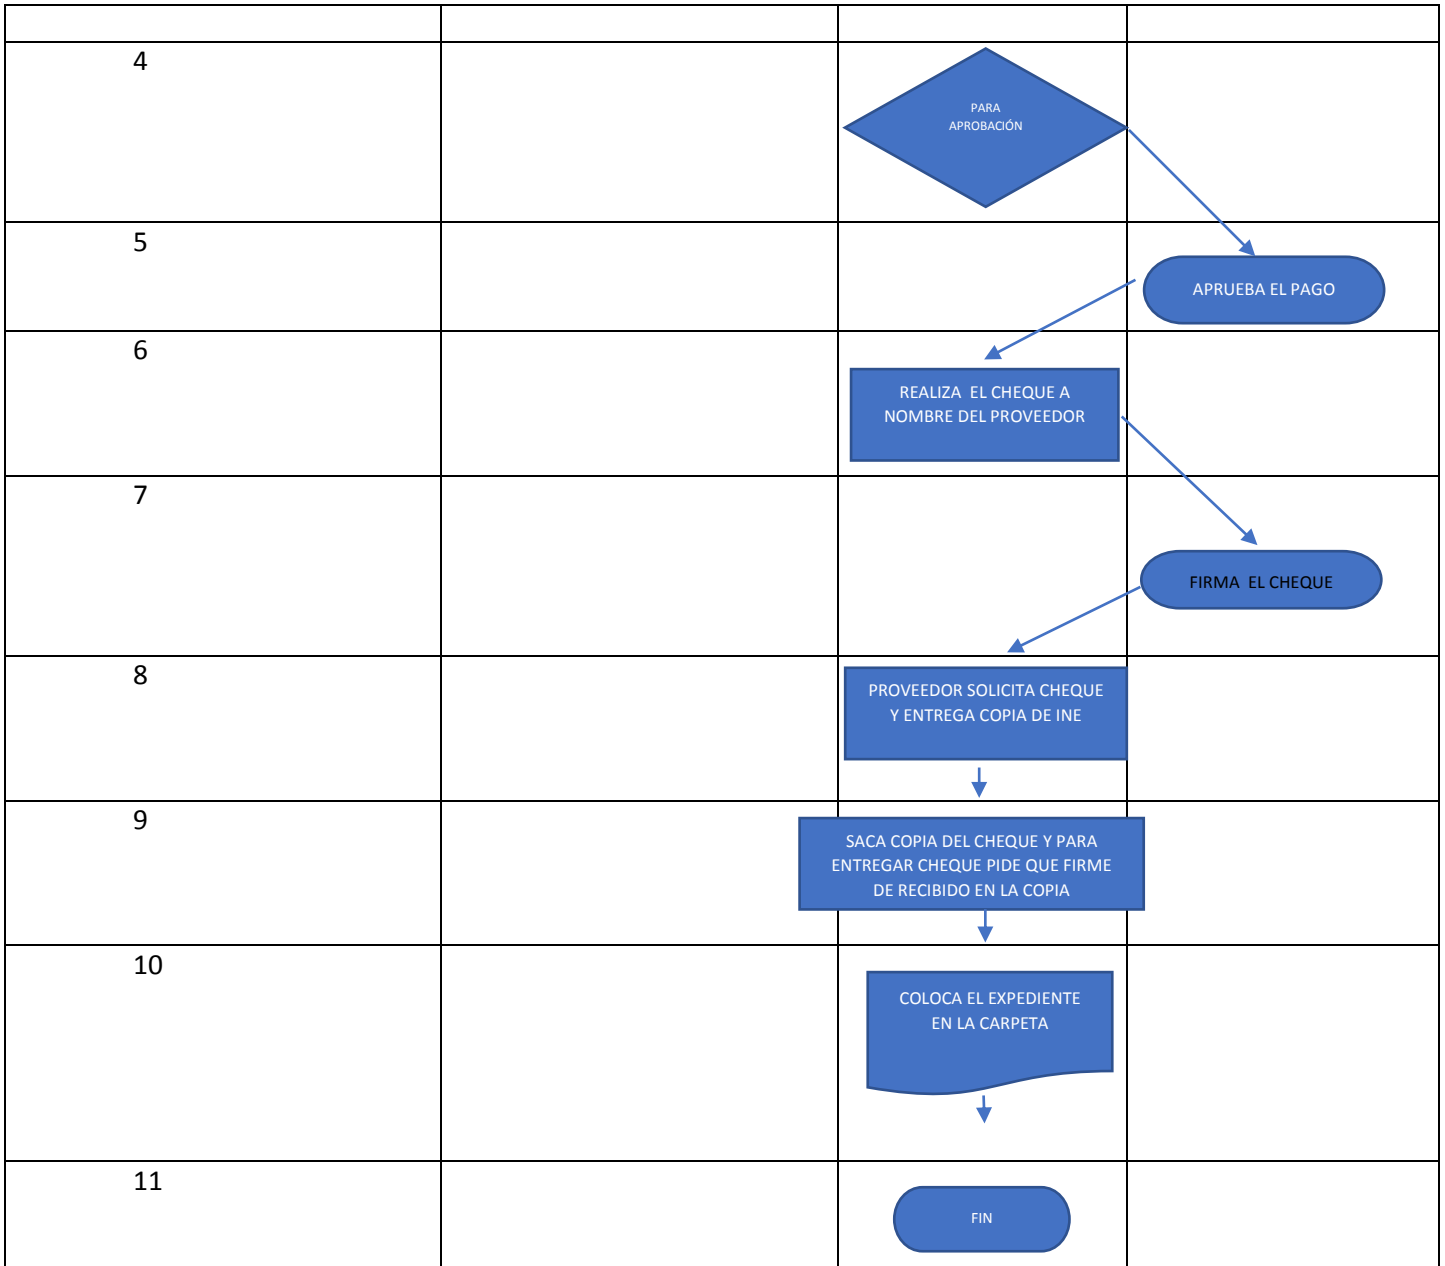 4
PARA
APROBACIÓN
5
APRUEBA EL PAGO
6
REALIZA  EL CHEQUE A
NOMBRE DEL PROVEEDOR
7
FIRMA  EL CHEQUE
8
PROVEEDOR SOLICITA CHEQUE
Y ENTREGA COPIA DE INE
9
SACA COPIA DEL CHEQUE Y PARA
ENTREGAR CHEQUE PIDE QUE FIRME
DE RECIBIDO EN LA COPIA
10
COLOCA EL EXPEDIENTE
EN LA CARPETA
11
FIN